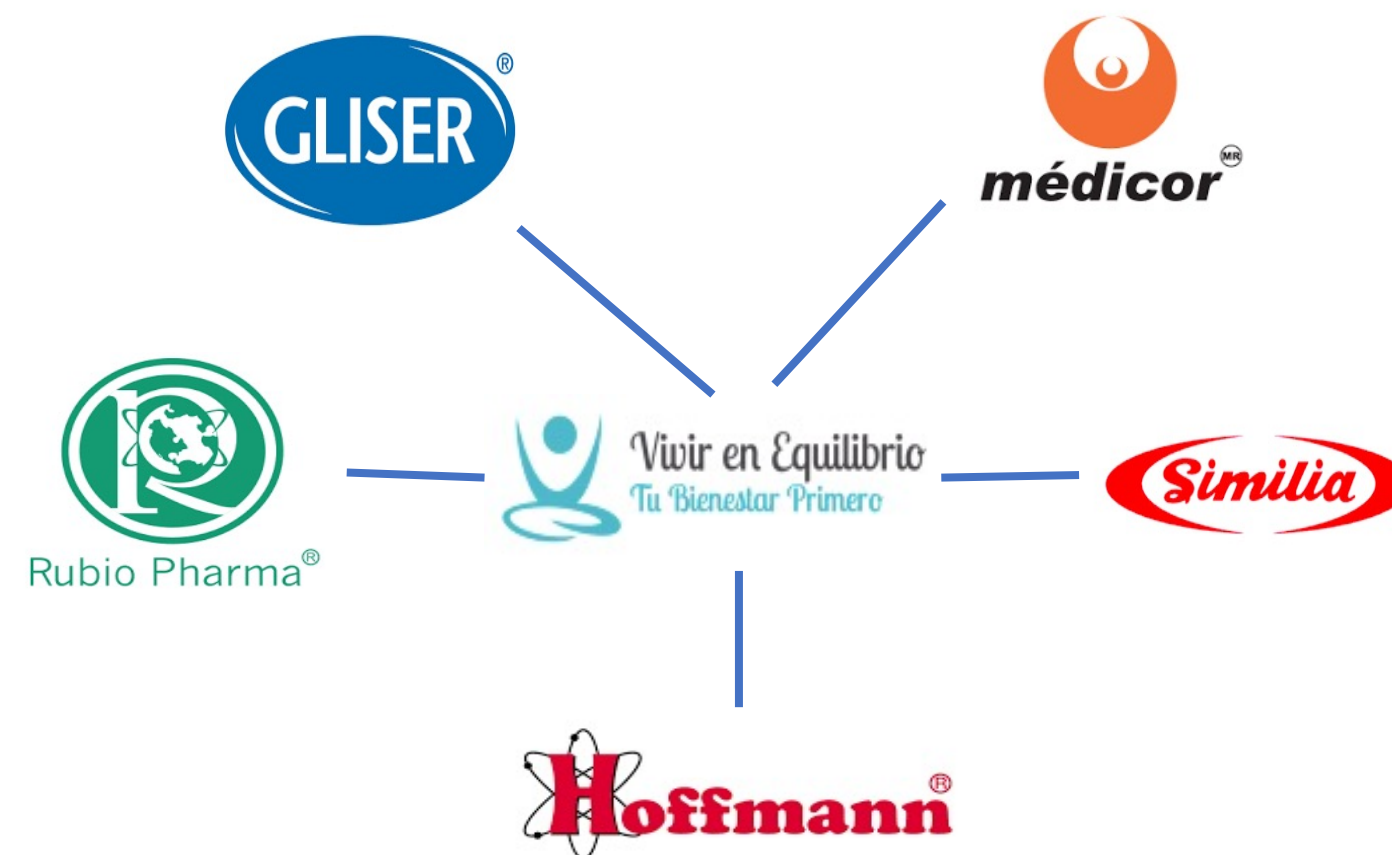 GLISER®
médicor MR
Rubio Pharma®
Vivir en Equilibrio
Tu Bienestar Primero
Similia
Hoffmann®